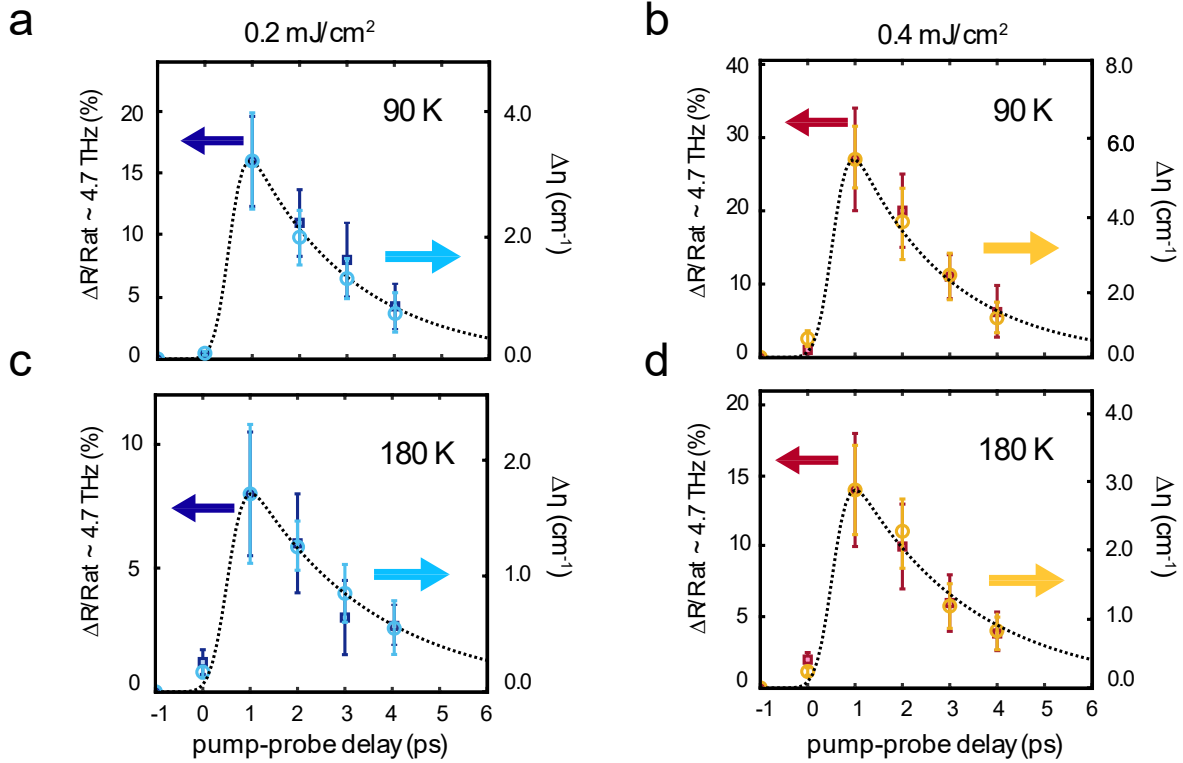 a
0.2 mJ/cm²
ΔR/Rat ~ 4.7 THz (%)
20
15
10
5
0
90 K
4.0
2.0
0.0
Δη (cm⁻¹)
b
0.4 mJ/cm²
ΔR/Rat ~ 4.7 THz (%)
40
30
20
10
0
90 K
8.0
6.0
4.0
2.0
0.0
Δη (cm⁻¹)
c
ΔR/Rat ~ 4.7 THz (%)
10
5
0
180 K
2.0
1.0
0.0
Δη (cm⁻¹)
-1 0 1 2 3 4 5 6
pump-probe delay (ps)
d
ΔR/Rat ~ 4.7 THz (%)
20
15
10
5
0
180 K
4.0
3.0
2.0
1.0
0.0
Δη (cm⁻¹)
-1 0 1 2 3 4 5 6
pump-probe delay (ps)